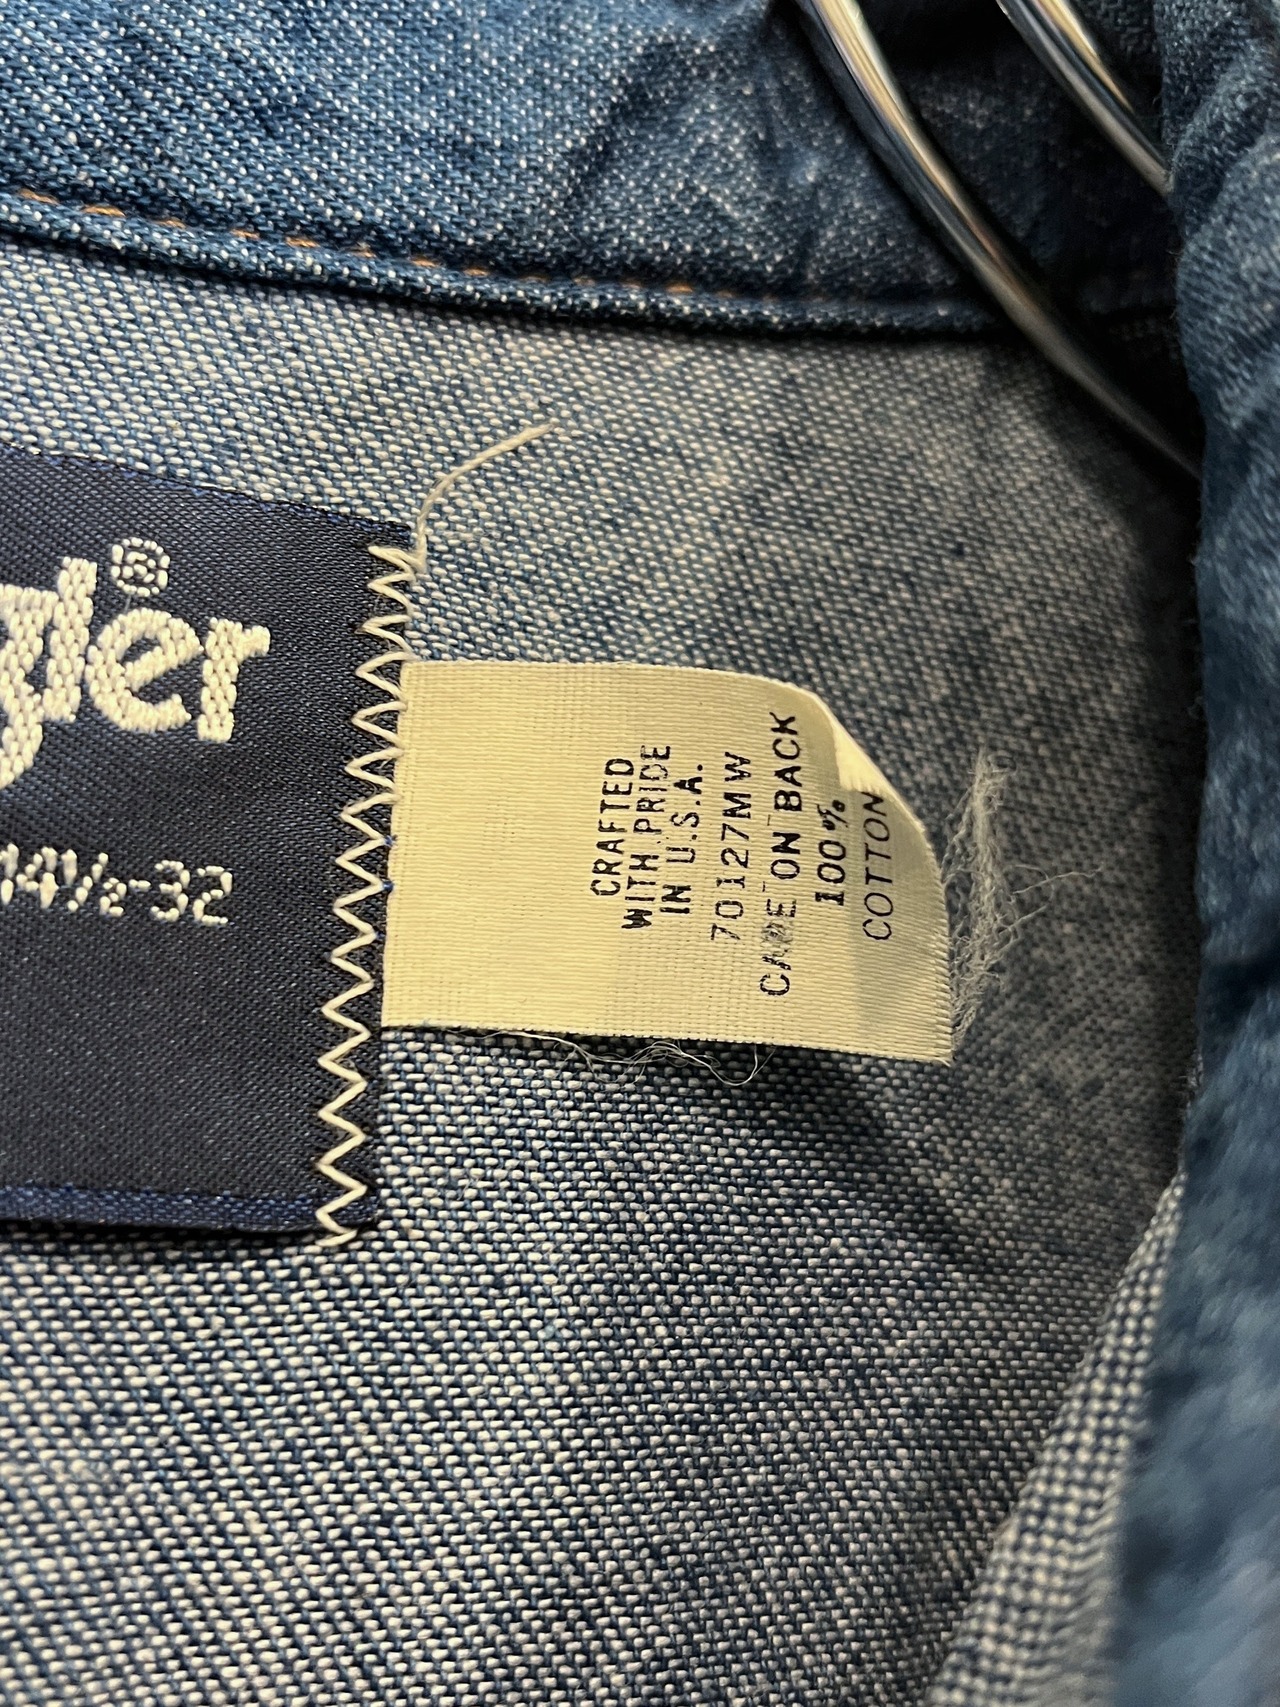 gler®
14½-32
CRAFTED
WITH PRIDE
IN U.S.A.
70127MW
CARE ON BACK
100%
COTTON